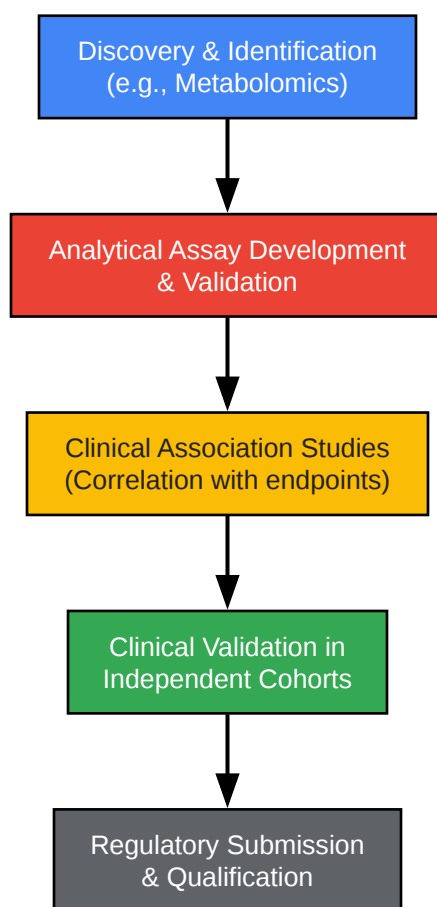 Discovery & Identification
(e.g., Metabolomics)
Analytical Assay Development
& Validation
Clinical Association Studies
(Correlation with endpoints)
Clinical Validation in
Independent Cohorts
Regulatory Submission
& Qualification